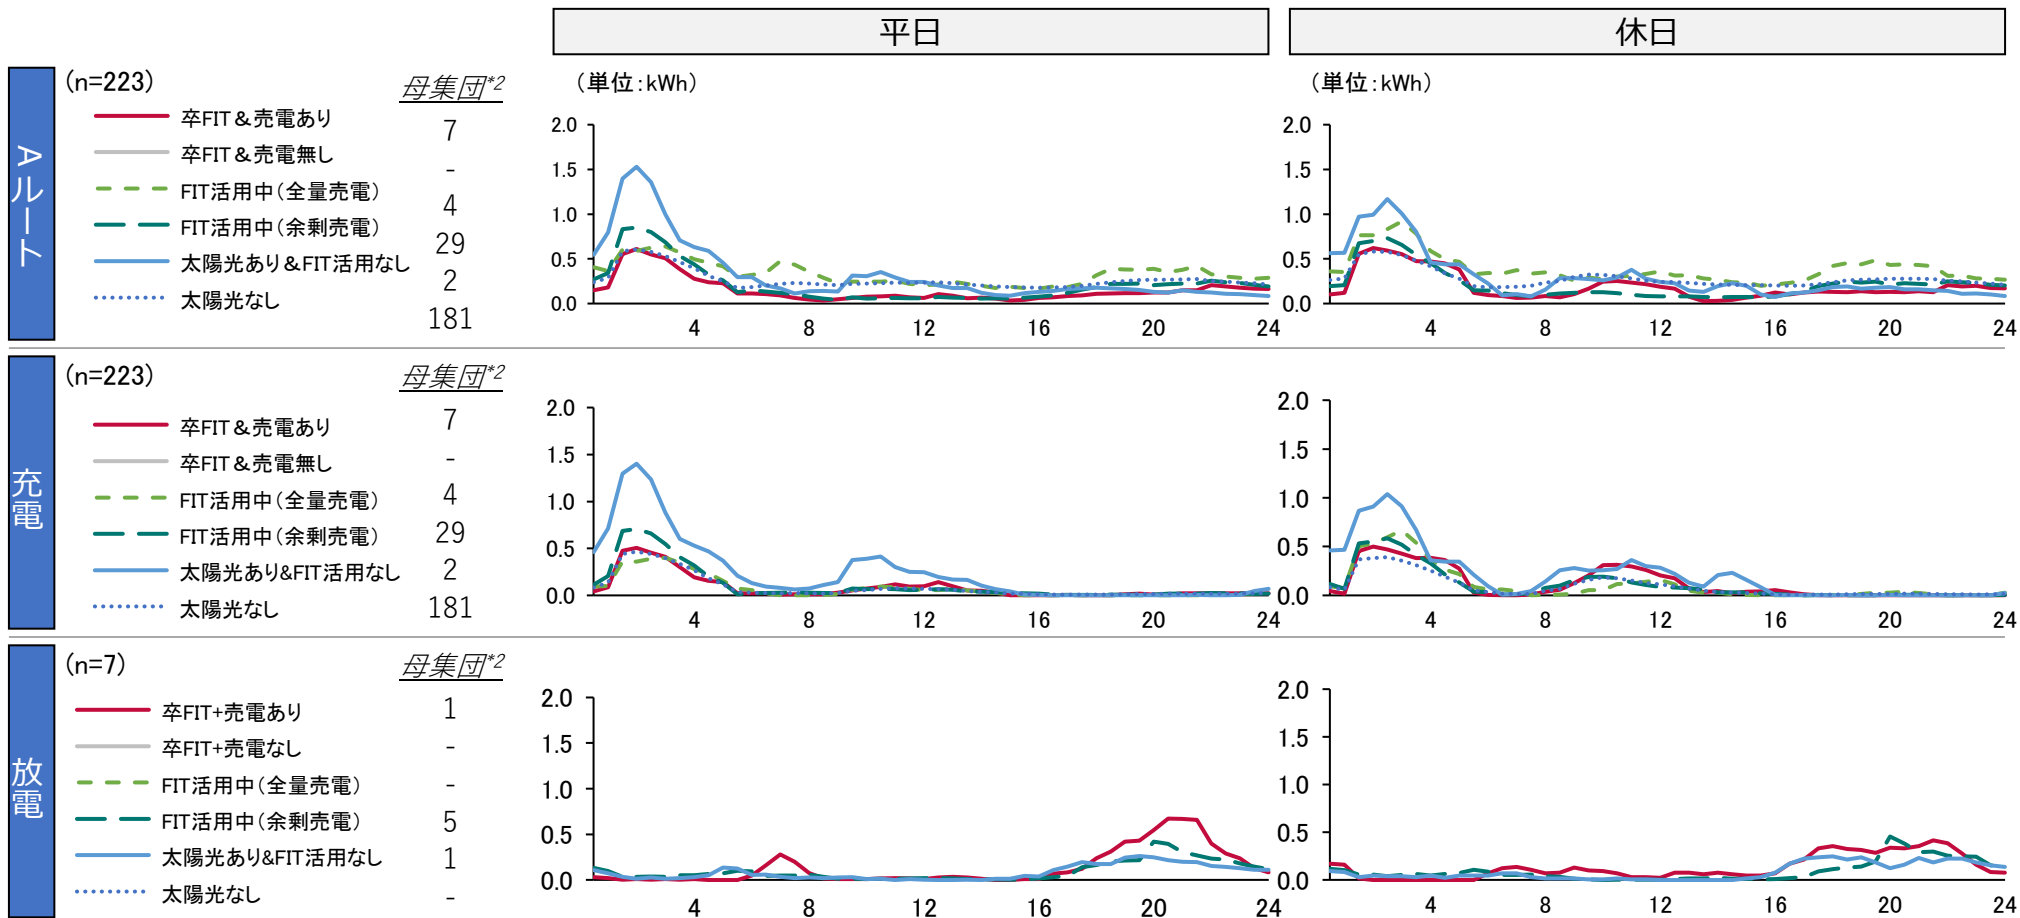 平日
休日
Aルート
(n=223)
母集団*2
卒FIT＆売電あり
7
卒FIT＆売電無し
-
FIT活用中（全量売電）
4
FIT活用中（余剰売電）
29
太陽光あり＆FIT活用なし
2
太陽光なし
181
（単位：kWh）
2.0
1.5
1.0
0.5
0.0
4 8 12 16 20 24
（単位：kWh）
2.0
1.5
1.0
0.5
0.0
4 8 12 16 20 24
充電
(n=223)
母集団*2
卒FIT＆売電あり
7
卒FIT＆売電無し
-
FIT活用中（全量売電）
4
FIT活用中（余剰売電）
29
太陽光あり&FIT活用なし
2
太陽光なし
181
2.0
1.5
1.0
0.5
0.0
4 8 12 16 20 24
2.0
1.5
1.0
0.5
0.0
4 8 12 16 20 24
放電
(n=7)
母集団*2
卒FIT+売電あり
1
卒FIT+売電なし
-
FIT活用中（全量売電）
-
FIT活用中（余剰売電）
5
太陽光あり&FIT活用なし
1
太陽光なし
-
2.0
1.5
1.0
0.5
0.0
4 8 12 16 20 24
2.0
1.5
1.0
0.5
0.0
4 8 12 16 20 24